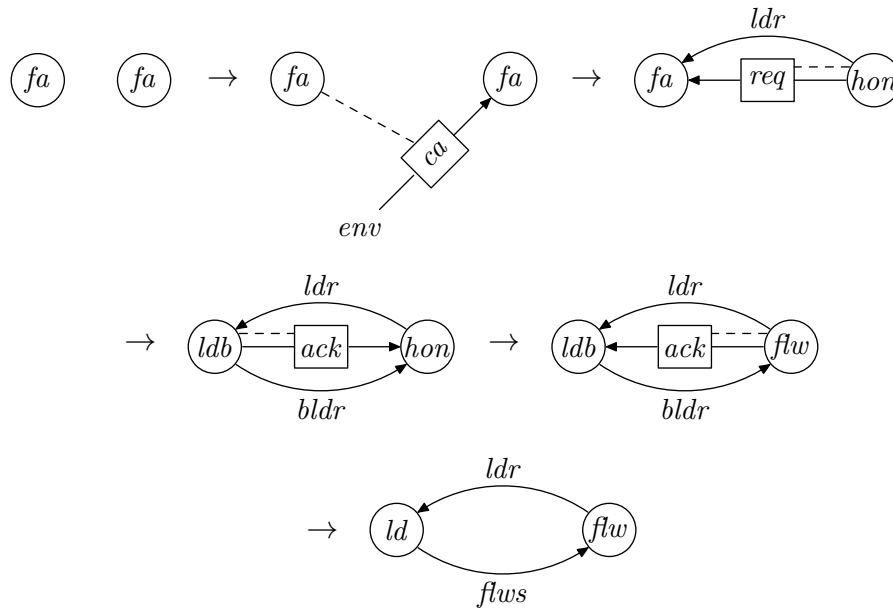 ldr
fa fa → fa fa → fa req hon
ca
env
ldr ldr
→ ldb ack hon → ldb ack flw
bldr bldr
ldr
→ ld flw
flws